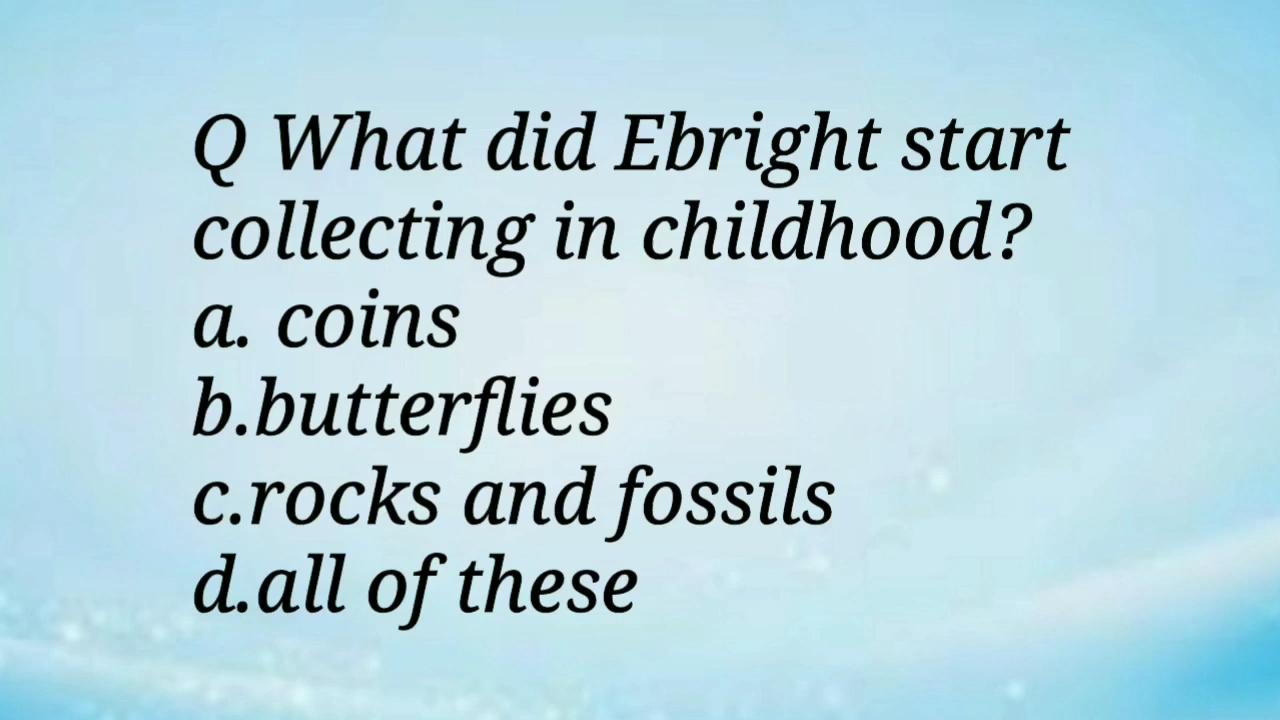 Q What did Ebright start
collecting in childhood?
a. coins
b.butterflies
c.rocks and fossils
d.all of these